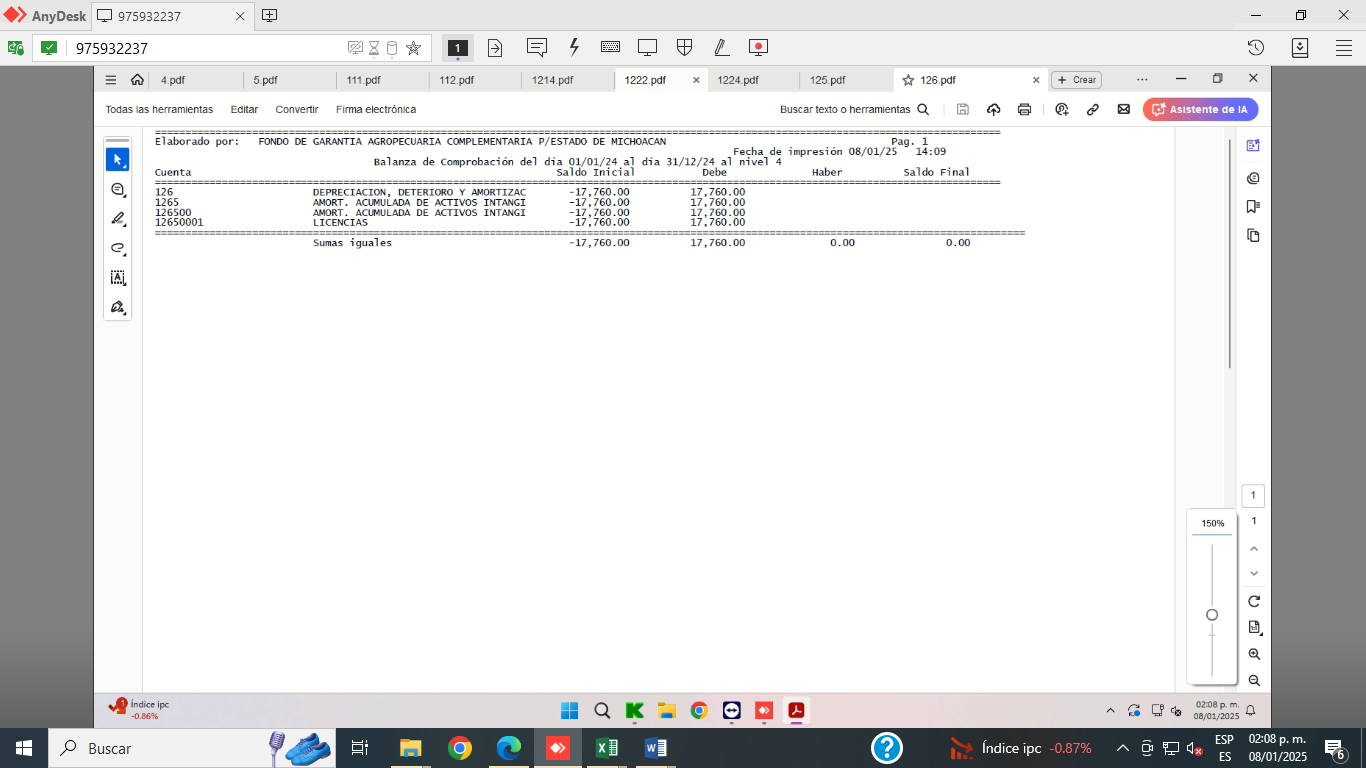 AnyDesk 975932237
975932237 1
4.pdf 5.pdf 111.pdf 112.pdf 1214.pdf 1222.pdf 1224.pdf 125.pdf 126.pdf Crear
Todas las herramientas Editar Convertir Firma electrónica Buscar texto o herramientas Asistente de IA
Elaborado por: FONDO DE GARANTIA AGROPECUARIA COMPLEMENTARIA P/ESTADO DE MICHOACAN Pag. 1
Fecha de impresión 08/01/25 14:09
Balanza de Comprobación del día 01/01/24 al día 31/12/24 al nivel 4
Cuenta Saldo Inicial Debe Haber Saldo Final
126 DEPRECIACION, DETERIORO Y AMORTIZAC -17,760.00 17,760.00
1265 AMORT. ACUMULADA DE ACTIVOS INTANGI -17,760.00 17,760.00
126500 AMORT. ACUMULADA DE ACTIVOS INTANGI -17,760.00 17,760.00
12650001 LICENCIAS -17,760.00 17,760.00
Sumas iguales -17,760.00 17,760.00 0.00 0.00
1
150%
1
1 Índice ipc
-0.86%
02:08 p. m.
08/01/2025
Buscar
Índice ipc -0.87%
ESP
ES
02:08 p. m.
08/01/2025
6